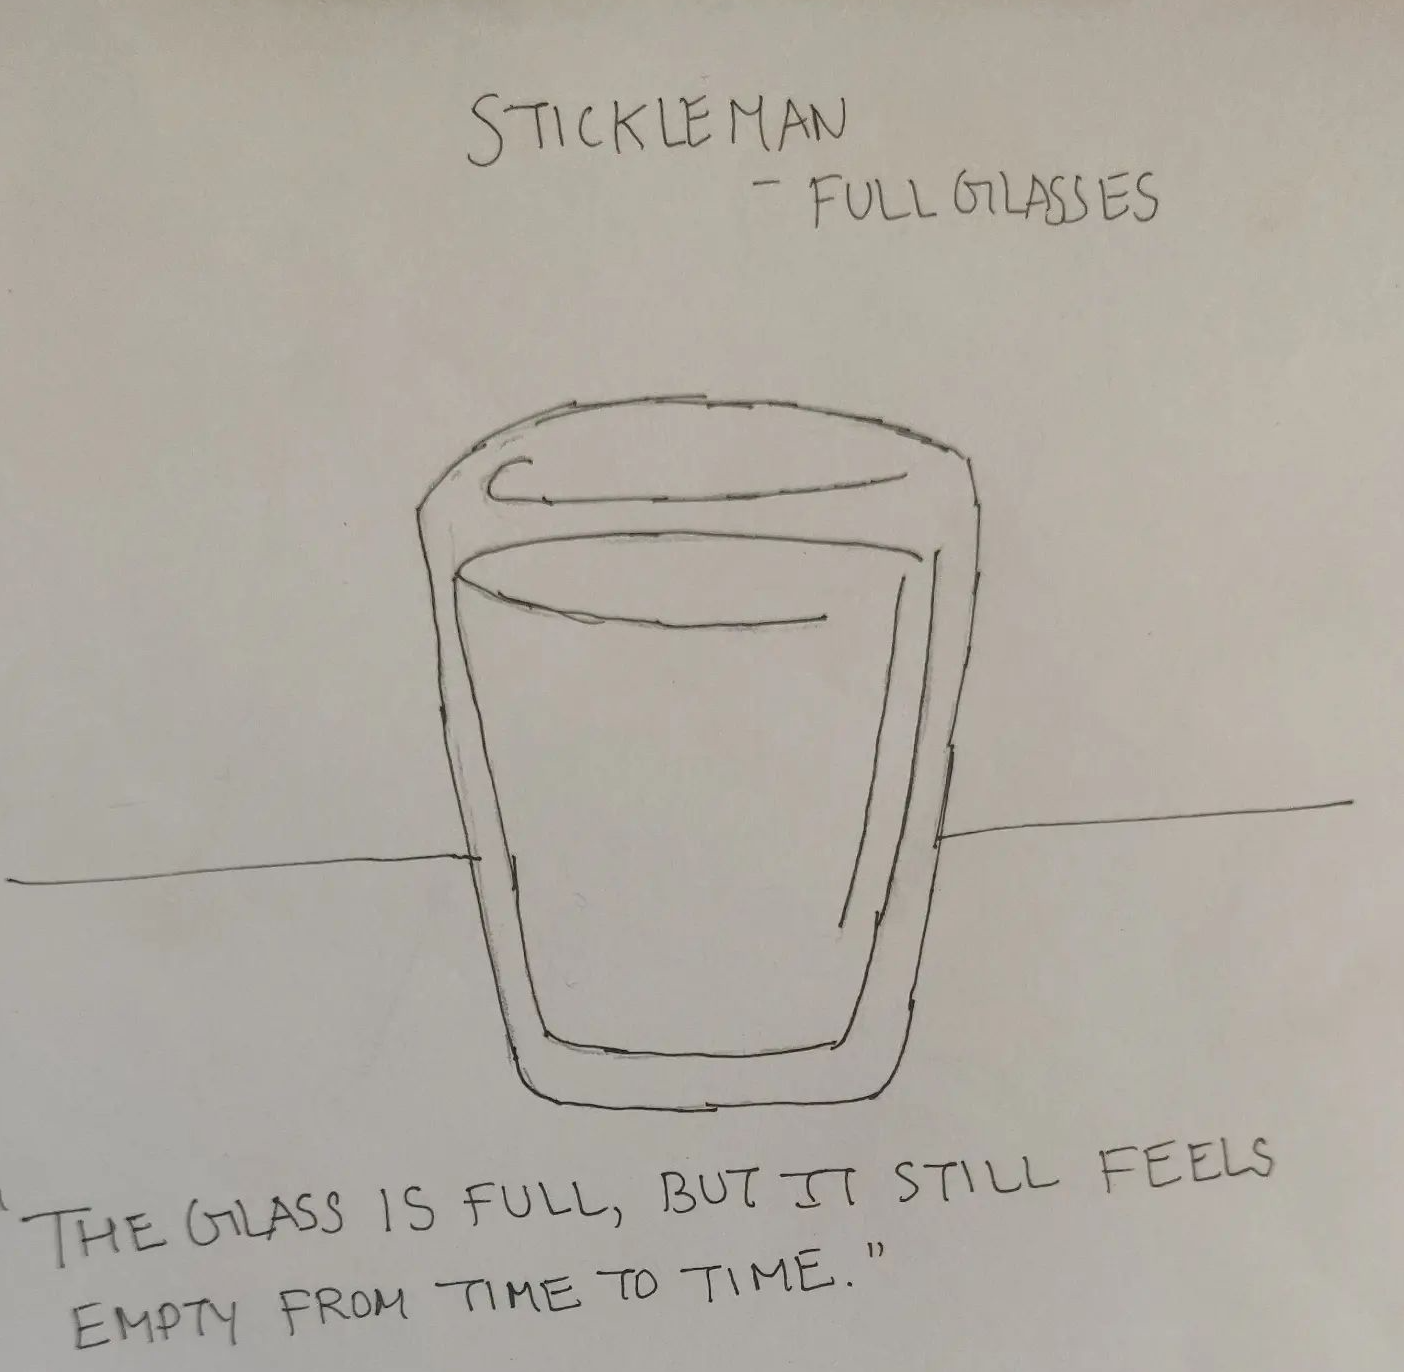 STICKLEMAN
- FULL GLASSES
"THE GLASS IS FULL, BUT IT STILL FEELS
EMPTY FROM TIME TO TIME."